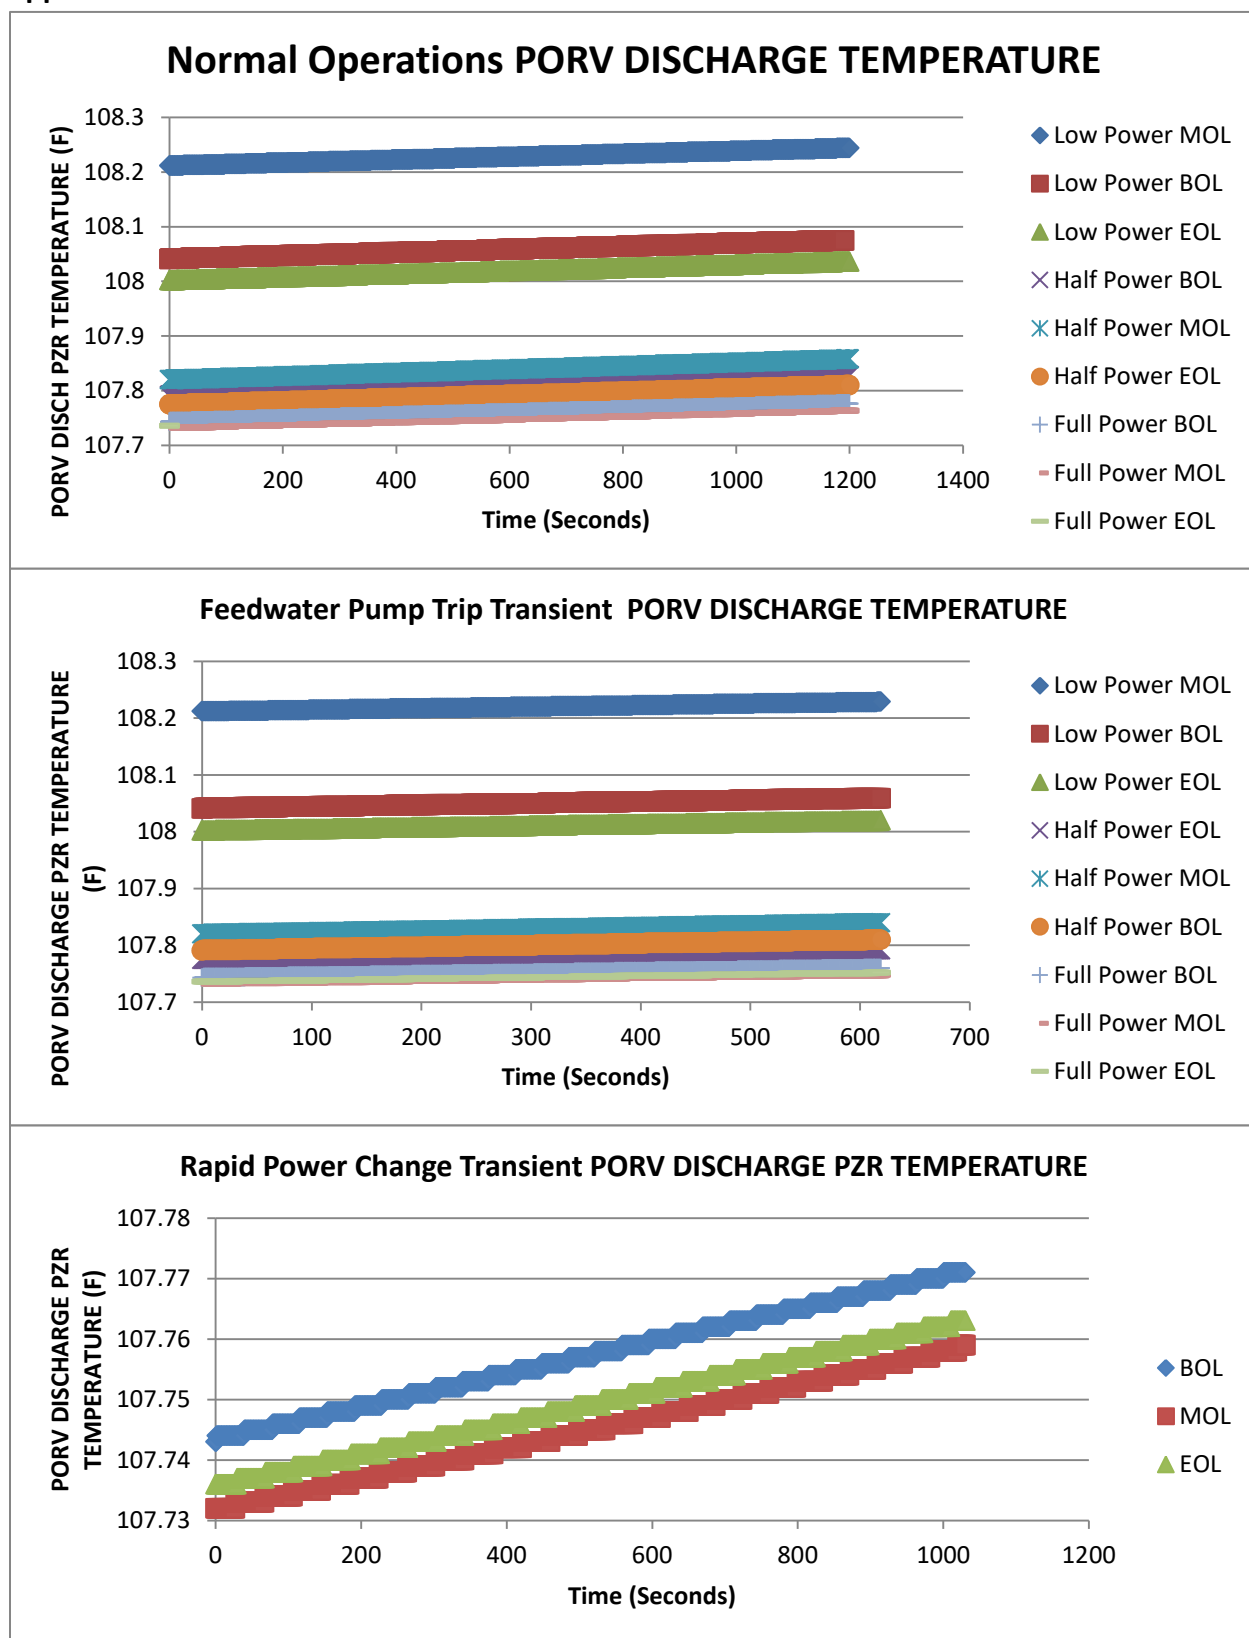 Normal Operations PORV DISCHARGE TEMPERATURE
PORV DISCH PZR TEMPERATURE (F)
108.3
108.2
108.1
108
107.9
107.8
107.7
0 200 400 600 800 1000 1200 1400
Time (Seconds)
Low Power MOL
Low Power BOL
Low Power EOL
Half Power BOL
Half Power MOL
Half Power EOL
Full Power BOL
Full Power MOL
Full Power EOL
Feedwater Pump Trip Transient PORV DISCHARGE TEMPERATURE
PORV DISCHARGE PZR TEMPERATURE
(F)
108.3
108.2
108.1
108
107.9
107.8
107.7
0 100 200 300 400 500 600 700
Time (Seconds)
Low Power MOL
Low Power BOL
Low Power EOL
Half Power EOL
Half Power MOL
Half Power BOL
Full Power BOL
Full Power MOL
Full Power EOL
Rapid Power Change Transient PORV DISCHARGE PZR TEMPERATURE
PORV DISCHARGE PZR
TEMPERATURE (F)
107.78
107.77
107.76
107.75
107.74
107.73
0 200 400 600 800 1000 1200
Time (Seconds)
BOL
MOL
EOL